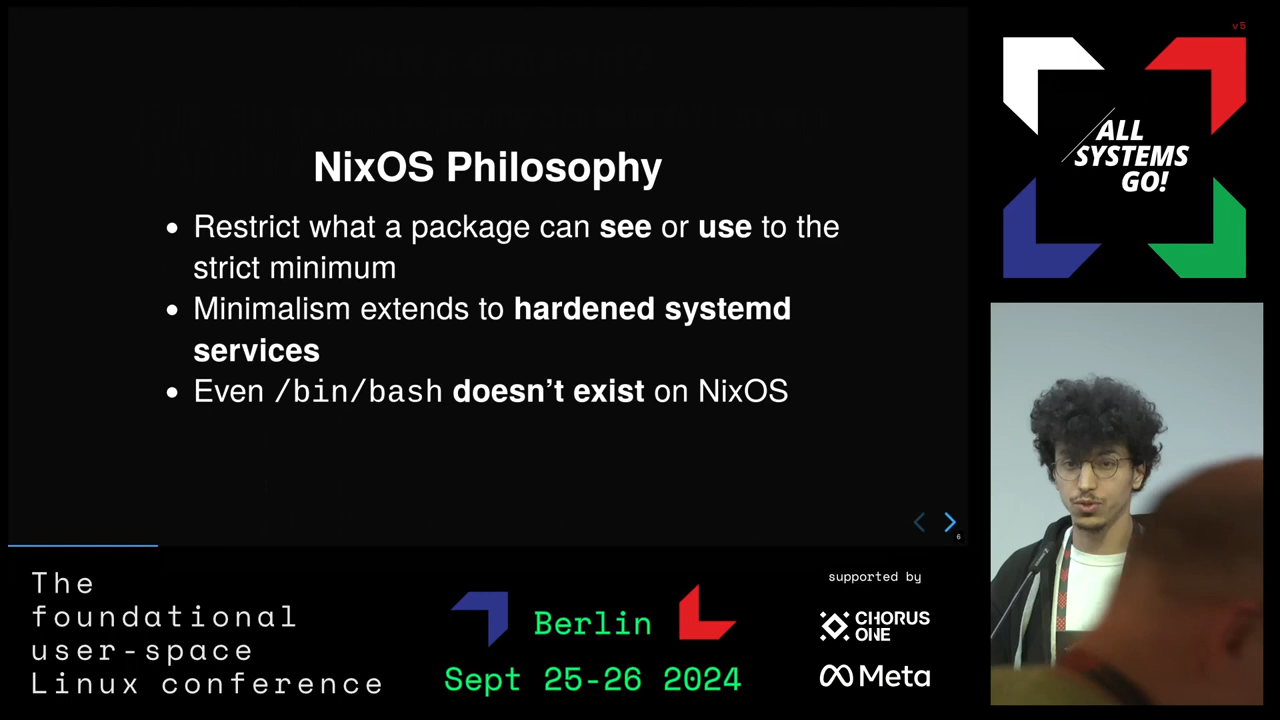 NixOS Philosophy
Restrict what a package can see or use to the
strict minimum
Minimalism extends to hardened systemd
services
Even /bin/bash doesn’t exist on NixOS
6
v5
ALL
SYSTEMS
GO!
The
foundational
user-space
Linux conference
Berlin
Sept 25-26 2024
supported by
CHORUS
ONE
Meta